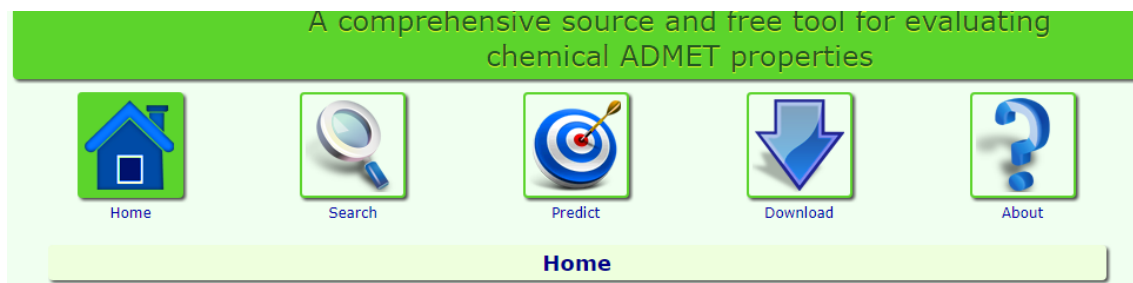 A comprehensive source and free tool for evaluating
chemical ADMET properties
Home
Search
Predict
Download
About
Home